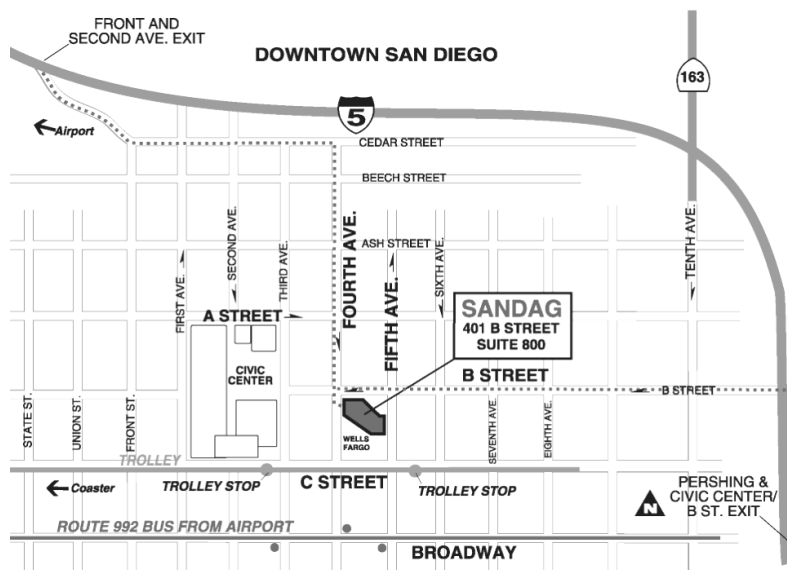 FRONT AND
SECOND AVE. EXIT
DOWNTOWN SAN DIEGO
163
5
Airport
CEDAR STREET
BEECH STREET
ASH STREET
FIRST AVE.
SECOND AVE.
THIRD AVE.
FOURTH AVE.
FIFTH AVE.
SIXTH AVE.
TENTH AVE.
A STREET
SANDAG
401 B STREET
SUITE 800
CIVIC
CENTER
B STREET
B STREET
STATE ST.
UNION ST.
FRONT ST.
WELLS
FARGO
SEVENTH AVE.
EIGHTH AVE.
TROLLEY
Coaster
TROLLEY STOP
C STREET
TROLLEY STOP
PERSHING &
CIVIC CENTER/
B ST. EXIT
N
ROUTE 992 BUS FROM AIRPORT
BROADWAY